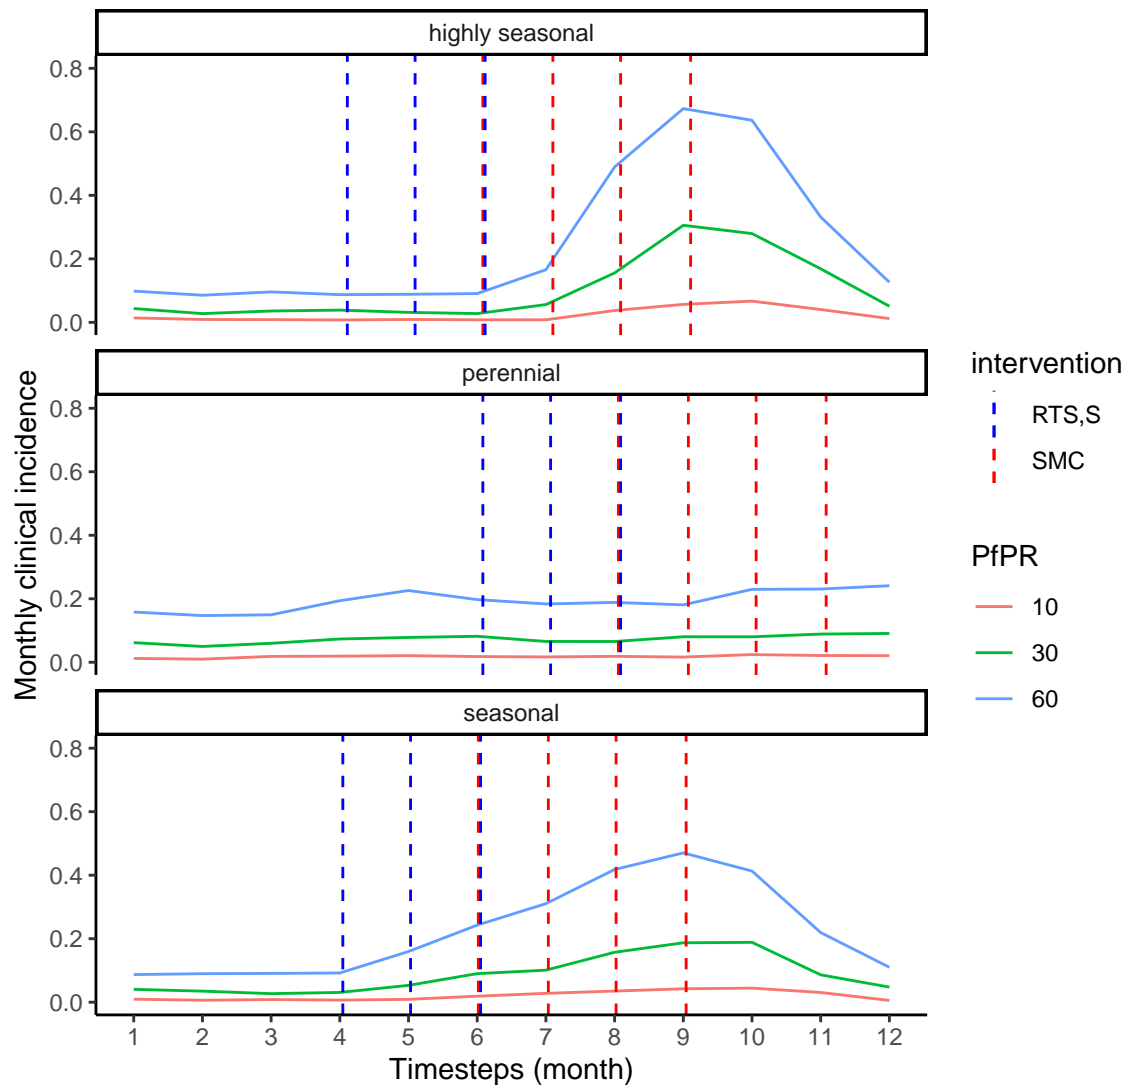 highly seasonal
0.8
0.6
0.4
0.2
0.0
perennial
0.8
0.6
0.4
0.2
0.0
seasonal
0.8
0.6
0.4
0.2
0.0
1 2 3 4 5 6 7 8 9 10 11 12
Timesteps (month)
Monthly clinical incidence
intervention
RTS,S
SMC
PfPR
10
30
60